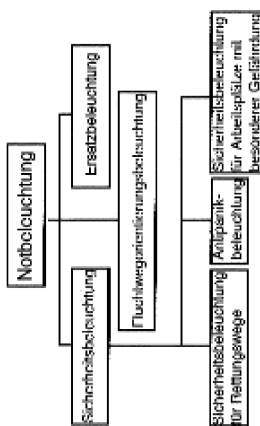 Notbeleuchtung
Sicherheitsbeleuchtung
Ersatzbeleuchtung
Fluchtwegorientierungsbeleuchtung
Sicherheitsbeleuchtung
für Rettungswege
Antipanik-
beleuchtung
Sicherheitsbeleuchtung
für Arbeitsplätze mit
besonderer Gefährdung